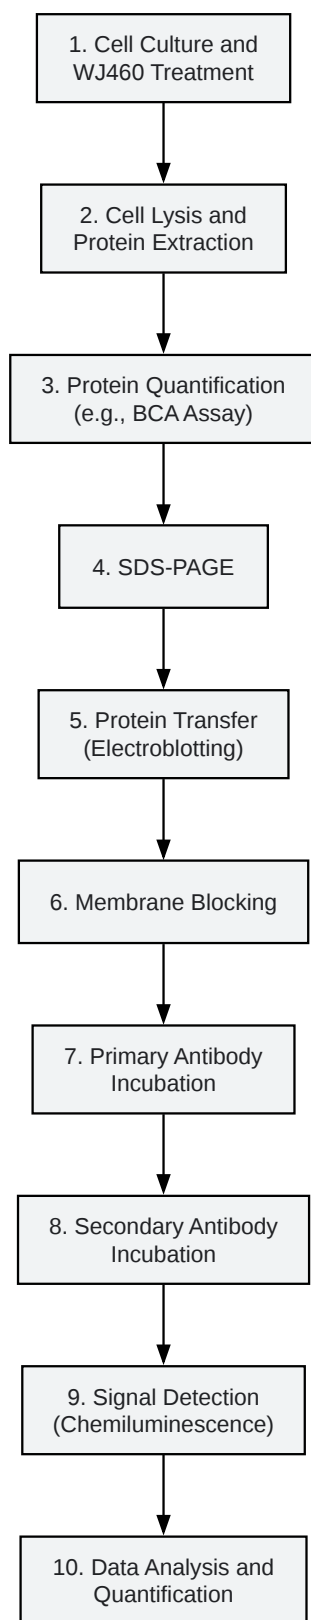 1. Cell Culture and
WJ460 Treatment
2. Cell Lysis and
Protein Extraction
3. Protein Quantification
(e.g., BCA Assay)
4. SDS-PAGE
5. Protein Transfer
(Electroblotting)
6. Membrane Blocking
7. Primary Antibody
Incubation
8. Secondary Antibody
Incubation
9. Signal Detection
(Chemiluminescence)
10. Data Analysis and
Quantification